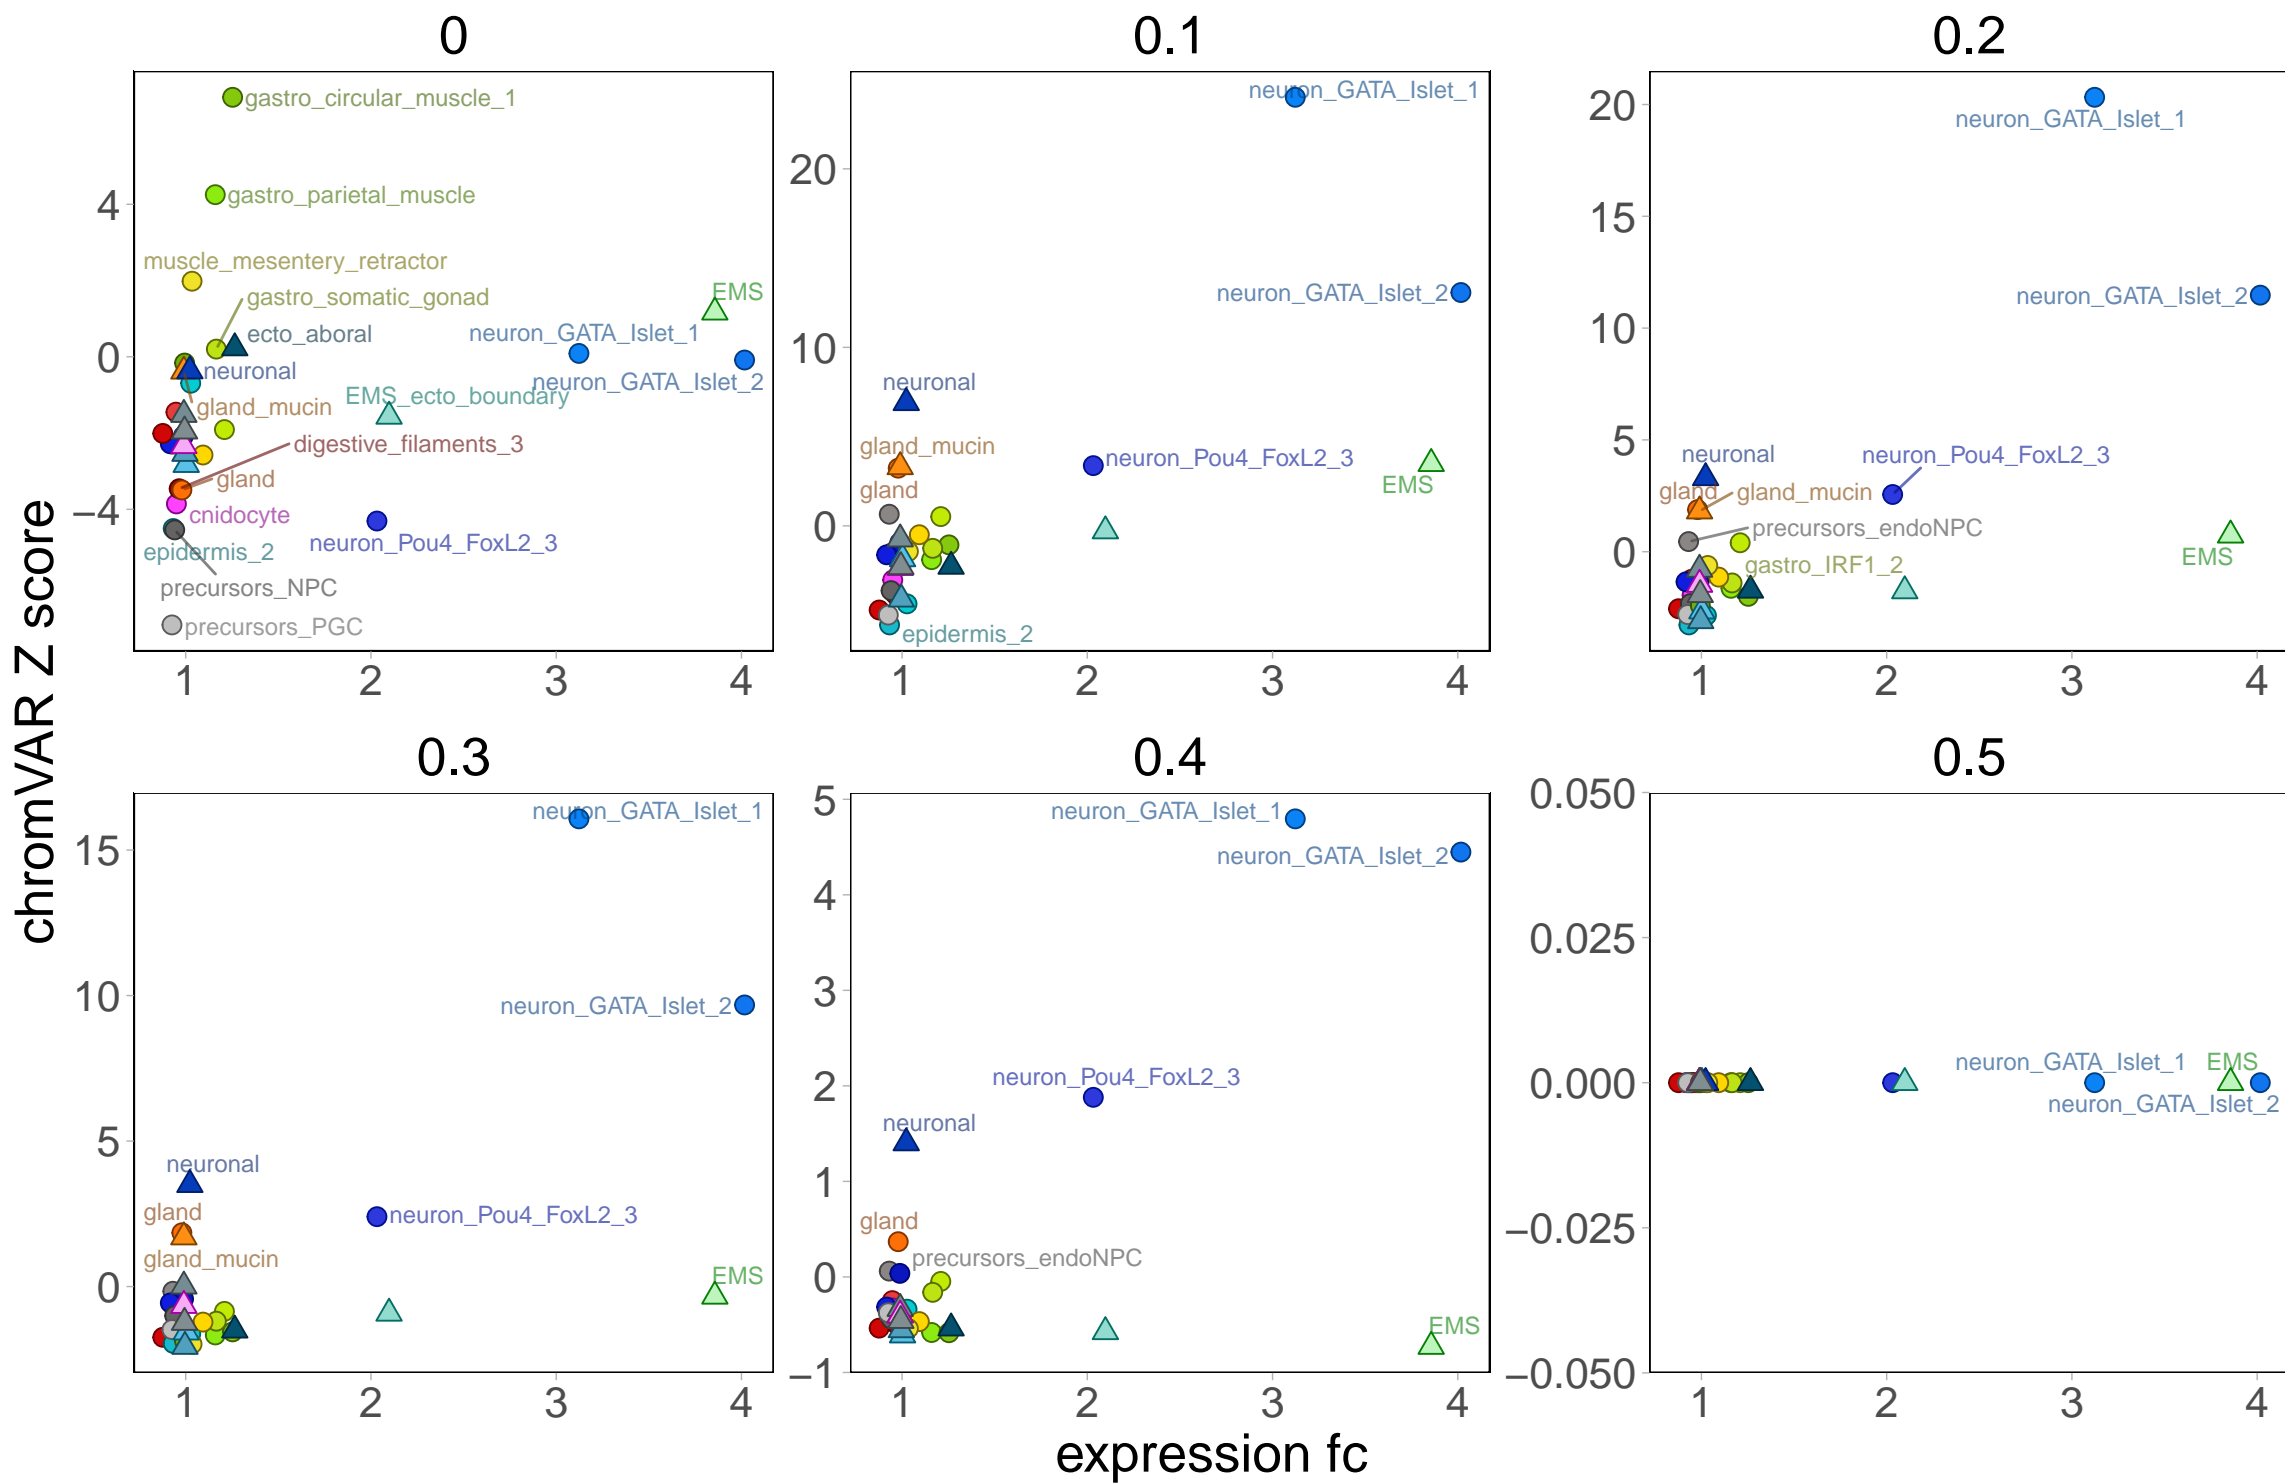 0
0.1
0.2
gastro_circular_muscle_1
gastro_parietal_muscle
muscle_mesentery_retractor
gastro_somatic_gonad
ecto_aboral
EMS
neuron_GATA_Islet_1
neuron_GATA_Islet_2
neuronal
EMS_ecto_boundary
gland_mucin
digestive_filaments_3
gland
cnidocyte
neuron_Pou4_FoxL2_3
epidermis_2
precursors_NPC
precursors_PGC
4
0
−4
1 2 3 4
neuron_GATA_Islet_1
neuron_GATA_Islet_2
neuronal
gland_mucin
neuron_Pou4_FoxL2_3
gland
EMS
epidermis_2
20
10
0
1 2 3 4
neuron_GATA_Islet_1
neuron_GATA_Islet_2
neuronal
neuron_Pou4_FoxL2_3
gland
gland_mucin
precursors_endoNPC
gastro_IRF1_2
EMS
20
15
10
5
0
1 2 3 4
chromVAR Z score
0.3
0.4
0.5
neuron_GATA_Islet_1
neuron_GATA_Islet_2
neuronal
gland
neuron_Pou4_FoxL2_3
gland_mucin
EMS
15
10
5
0
1 2 3 4
neuron_GATA_Islet_1
neuron_GATA_Islet_2
neuron_Pou4_FoxL2_3
neuronal
gland
precursors_endoNPC
EMS
5
4
3
2
1
0
−1
1 2 3 4
neuron_GATA_Islet_1
EMS
neuron_GATA_Islet_2
0.050
0.025
0.000
−0.025
−0.050
1 2 3 4
expression fc